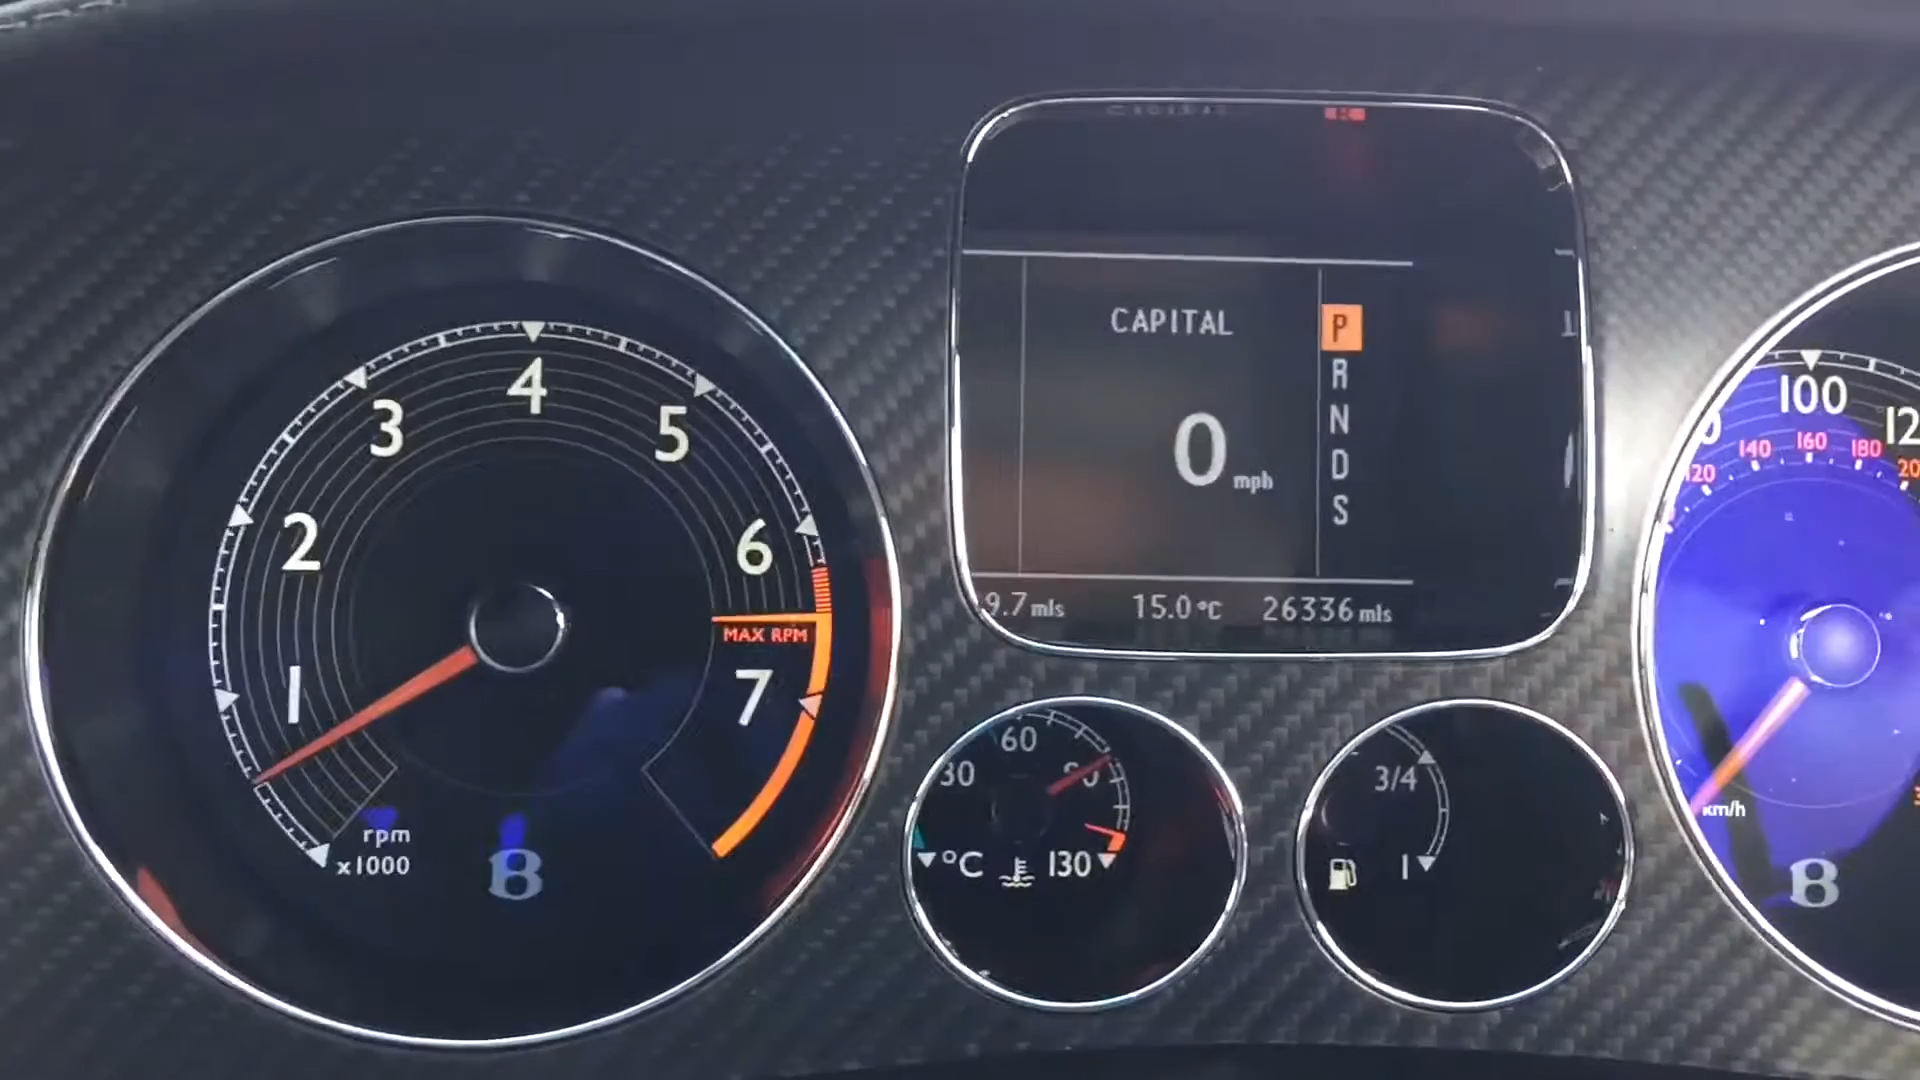 1
2
3
4
5
6
MAX RPM
7
rpm
x1000
B
CAPITAL
0 mph
P
R
N
D
S
9.7 mls 15.0 °C 26336 mls
30
60
°C
130
3/4
1
100
120
140
160
180
km/h
B